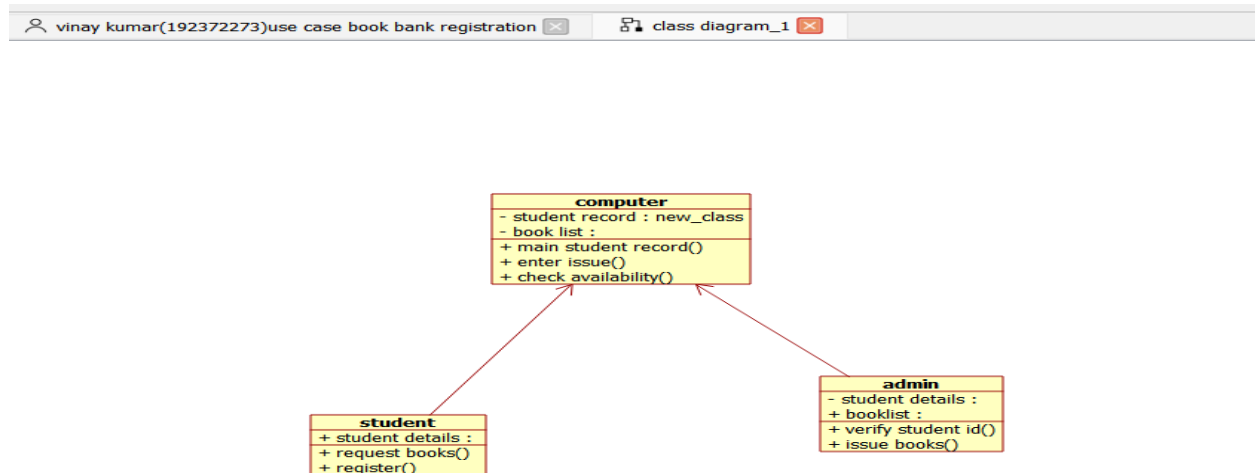 vinay kumar(192372273)use case book bank registration
class diagram_1
computer
- student record : new_class
- book list :
+ main student record()
+ enter issue()
+ check availability()
admin
- student details :
+ booklist :
+ verify student id()
+ issue books()
student
+ student details :
+ request books()
+ register()